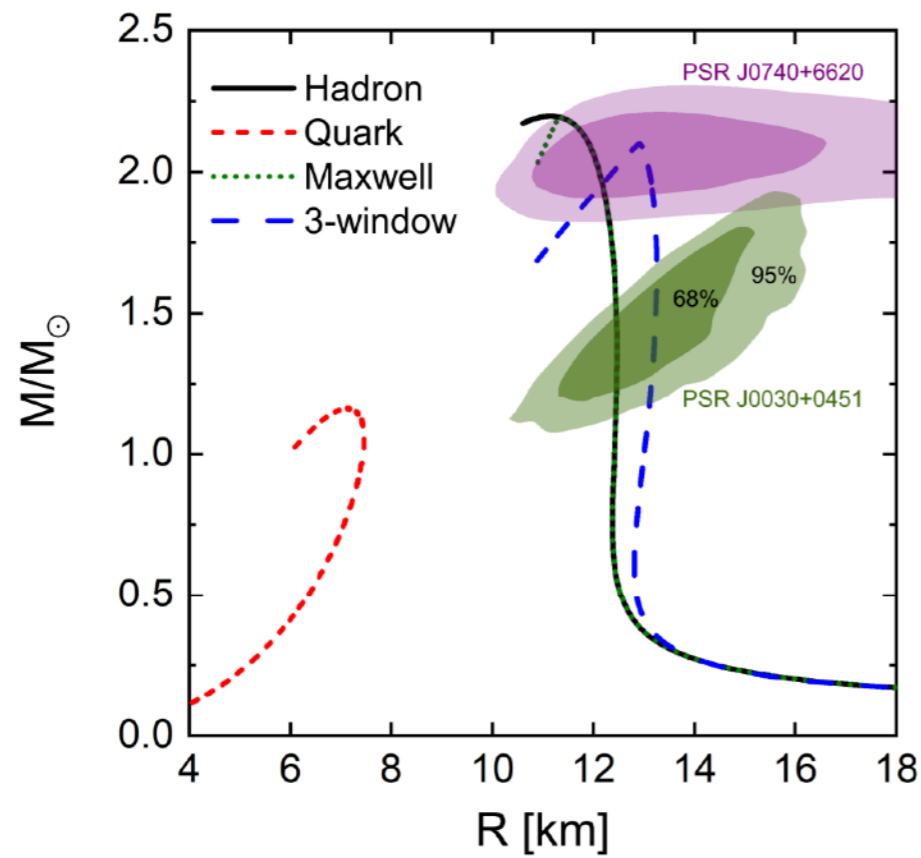 2.5
PSR J0740+6620
Hadron
Quark
Maxwell
3-window
2.0
95%
68%
1.5
M/M☉
PSR J0030+0451
1.0
0.5
0.0
4 6 8 10 12 14 16 18
R [km]